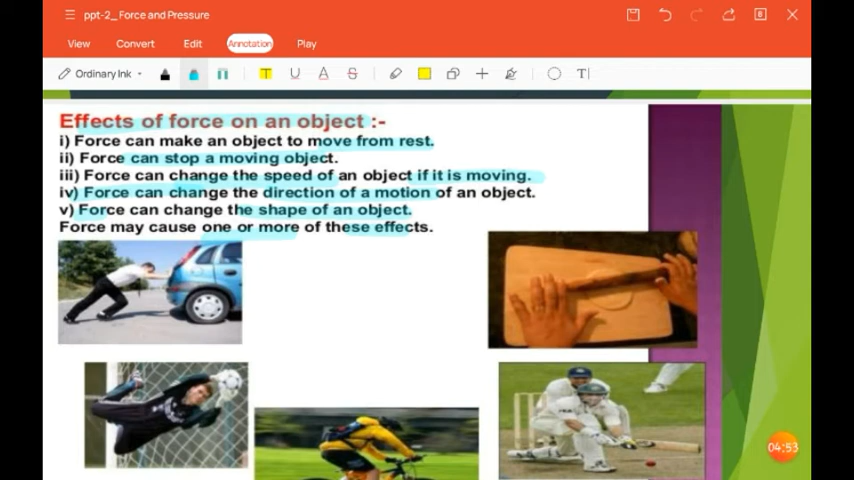 ppt-2_ Force and Pressure
6
View Convert Edit Annotation Play
Ordinary Ink T U A S T
Effects of force on an object :-
i) Force can make an object to move from rest.
ii) Force can stop a moving object.
iii) Force can change the speed of an object if it is moving.
iv) Force can change the direction of a motion of an object.
v) Force can change the shape of an object.
Force may cause one or more of these effects.
04:53